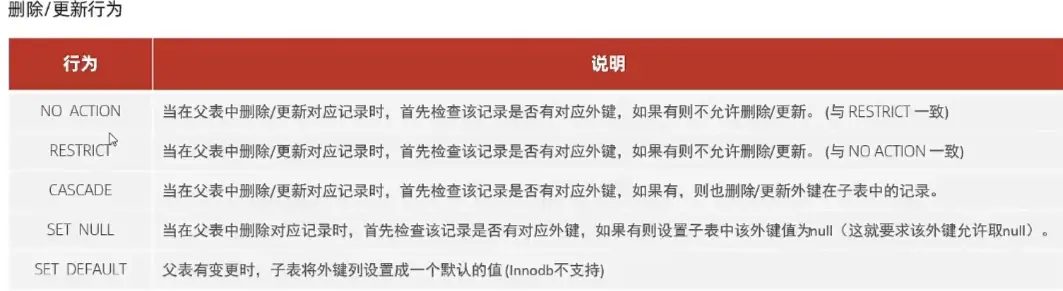 删除/更新行为
行为 说明
NO ACTION 当在父表中删除/更新对应记录时，首先检查该记录是否有对应外键，如果有则不允许删除/更新。 (与 RESTRICT 一致)
RESTRICT 当在父表中删除/更新对应记录时，首先检查该记录是否有对应外键，如果有则不允许删除/更新。 (与 NO ACTION 一致)
CASCADE 当在父表中删除/更新对应记录时，首先检查该记录是否有对应外键，如果有，则也删除/更新外键在子表中的记录。
SET NULL 当在父表中删除对应记录时，首先检查该记录是否有对应外键，如果有则设置子表中该外键值为null（这就要求该外键允许取null）。
SET DEFAULT 父表有变更时，子表将外键列设置成一个默认的值 (Innodb不支持)